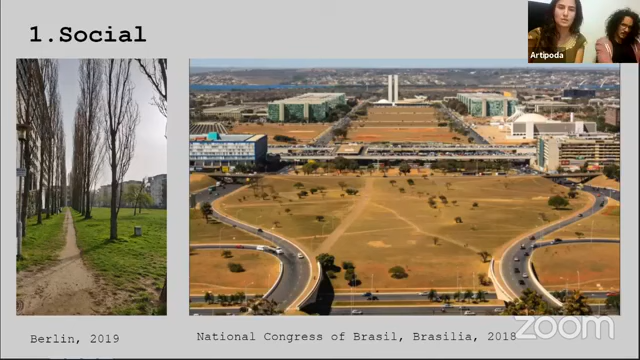 1.Social
Artipoda
Berlin, 2019
National Congress of Brasil, Brasilia, 2018
zoom